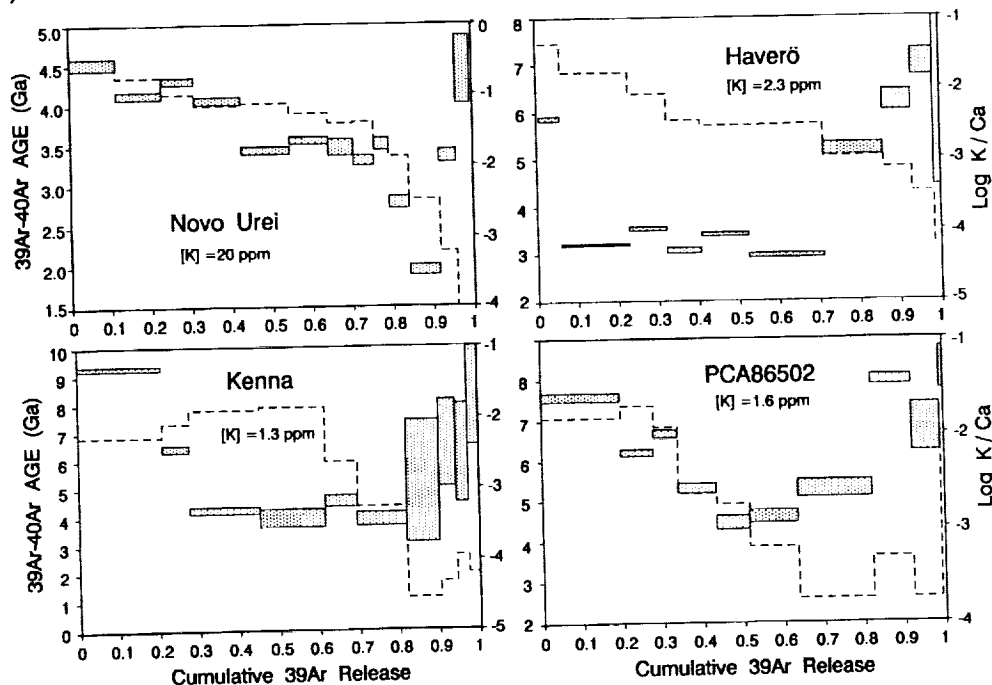 )
39Ar-40Ar AGE (Ga)
5.0
4.5
4.0
3.5
3.0
2.5
2.0
1.5
Novo Urei
[K] =20 ppm
0
-1
-2
-3
-4
0 0.1 0.2 0.3 0.4 0.5 0.6 0.7 0.8 0.9 1
8
7
6
5
4
3
2
Haverö
[K] =2.3 ppm
-1
-2
-3
-4
-5
Log K / Ca
0 0.1 0.2 0.3 0.4 0.5 0.6 0.7 0.8 0.9 1
39Ar-40Ar AGE (Ga)
10
9
8
7
6
5
4
3
2
1
0
Kenna
[K] =1.3 ppm
-1
-2
-3
-4
-5
0 0.1 0.2 0.3 0.4 0.5 0.6 0.7 0.8 0.9 1
Cumulative 39Ar Release
8
7
6
5
4
3
2
PCA86502
[K] =1.6 ppm
-1
-2
-3
-4
Log K / Ca
0 0.1 0.2 0.3 0.4 0.5 0.6 0.7 0.8 0.9 1
Cumulative 39Ar Release